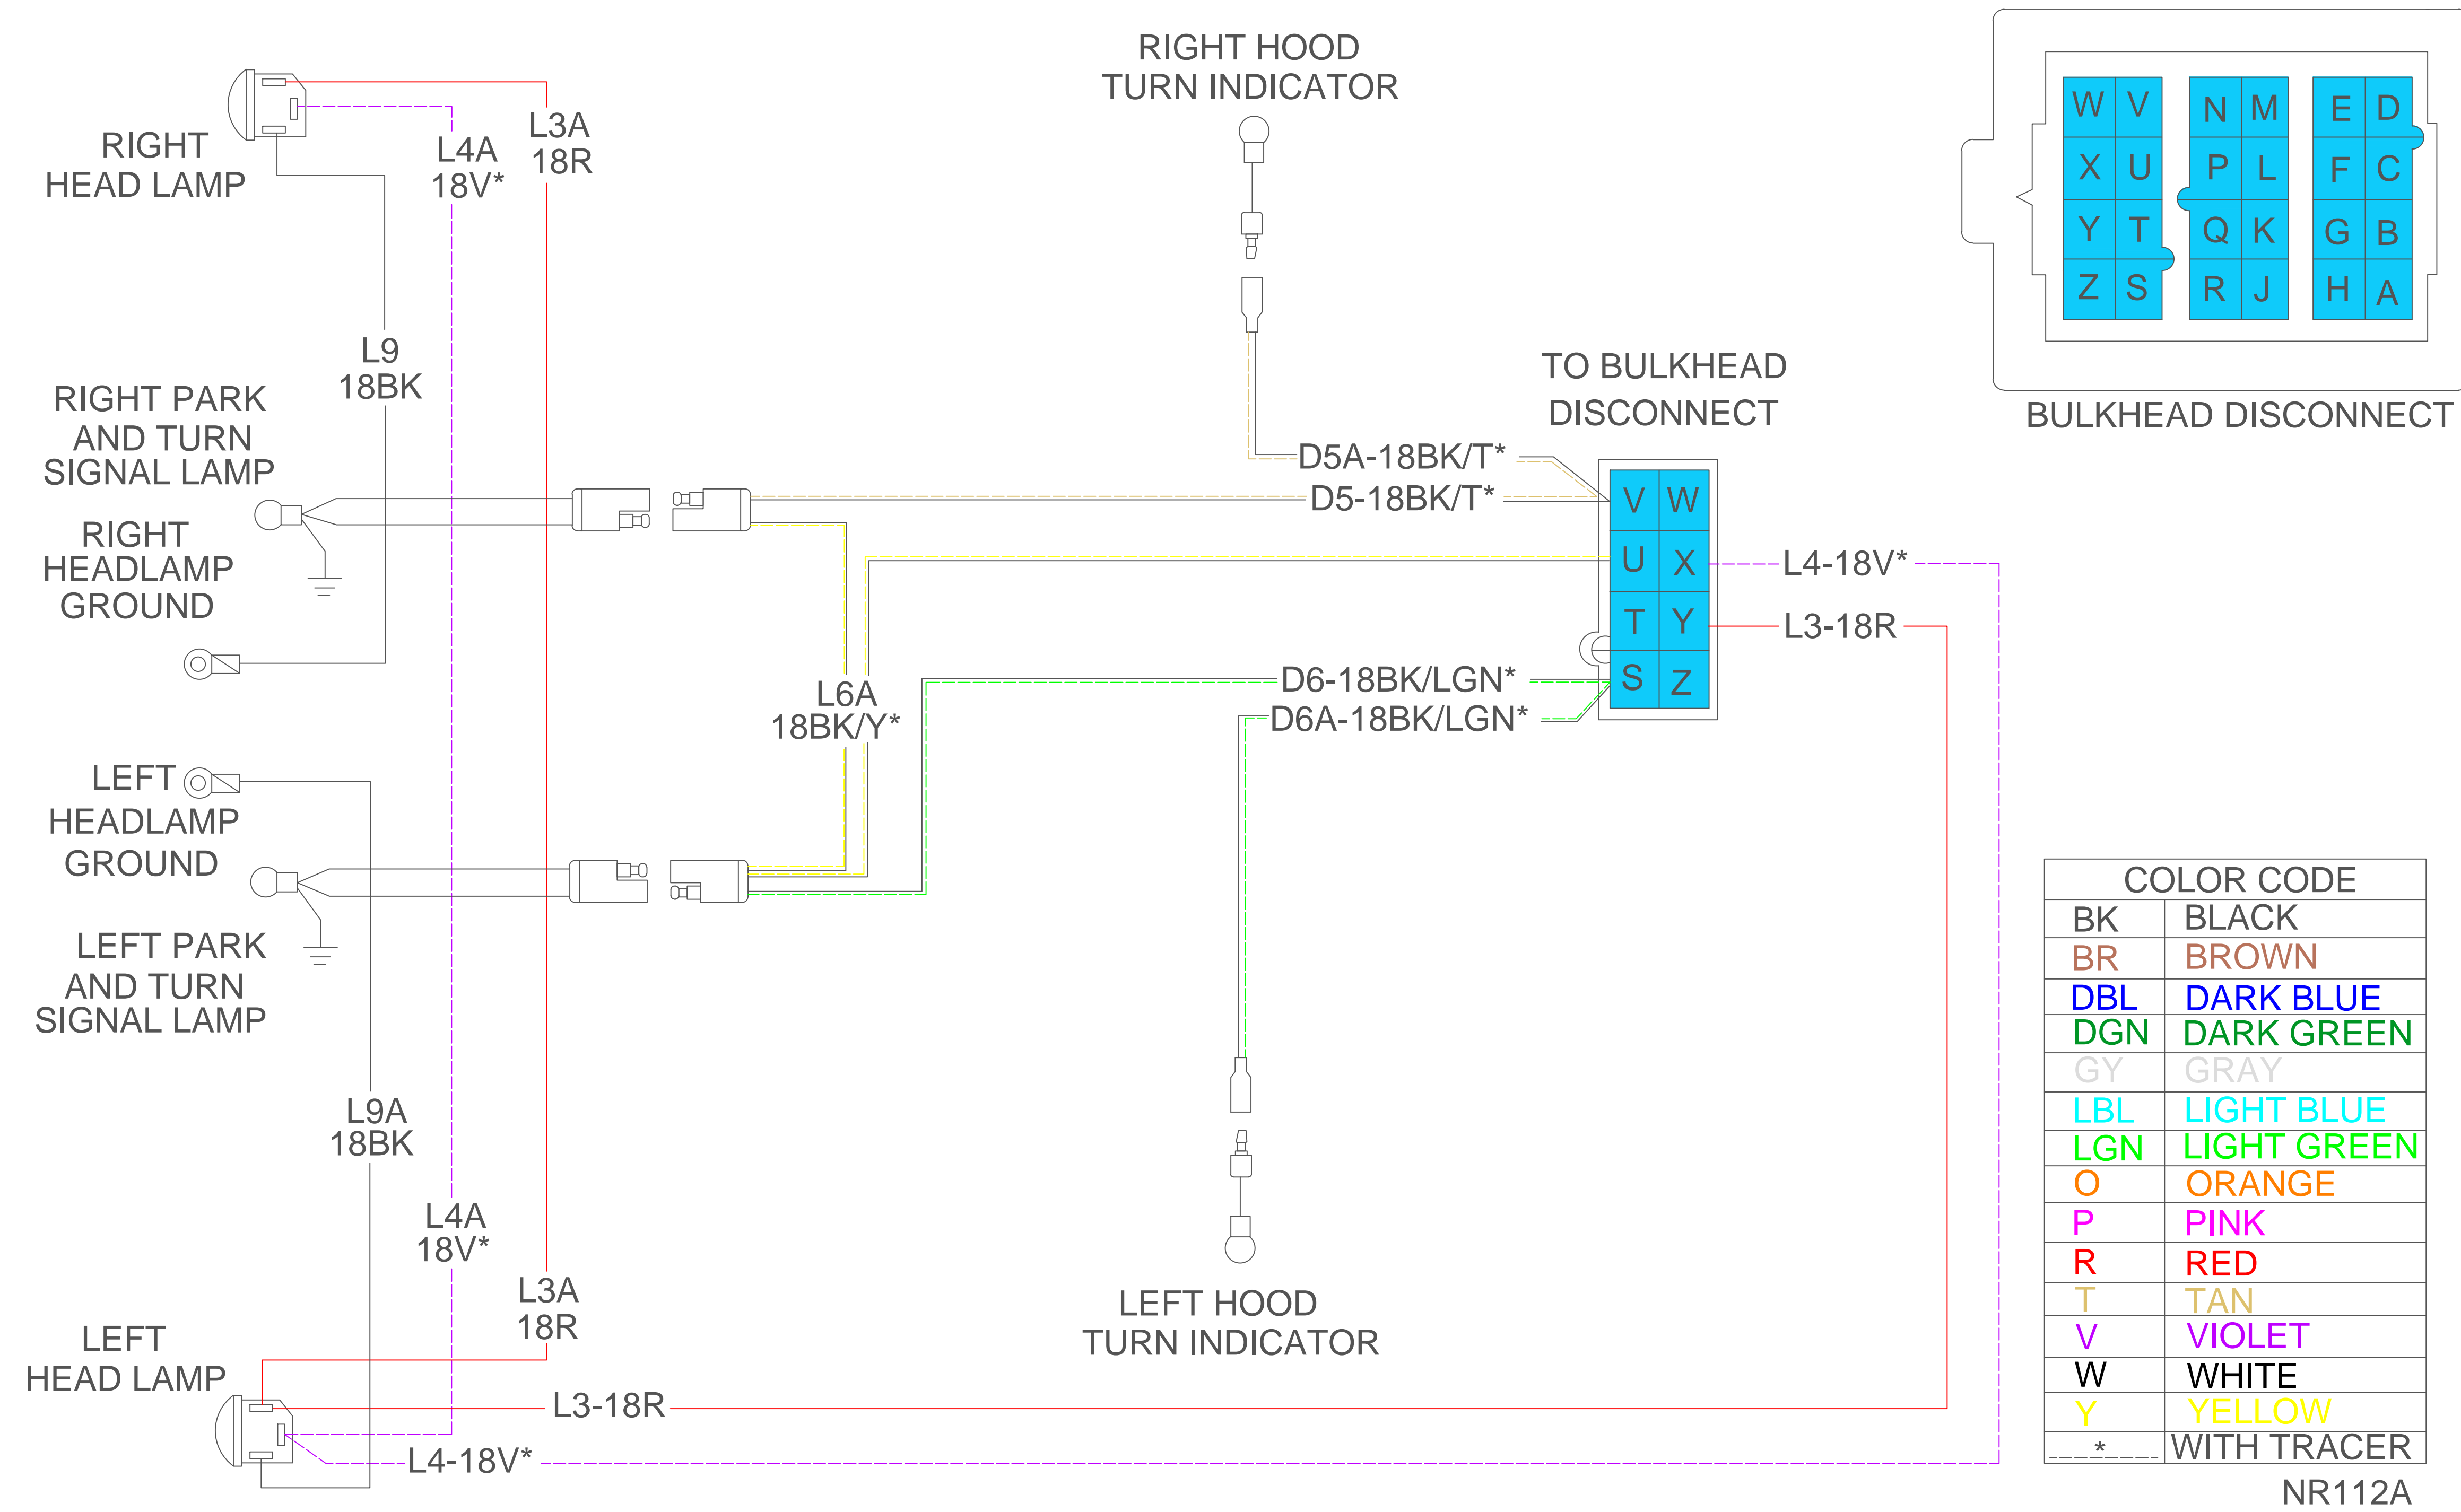 RIGHT HOOD
TURN INDICATOR
RIGHT
HEAD LAMP
L4A
18V*
L3A
18R
L9
18BK
RIGHT PARK
AND TURN
SIGNAL LAMP
RIGHT
HEADLAMP
GROUND
LEFT
HEADLAMP
GROUND
LEFT PARK
AND TURN
SIGNAL LAMP
L9A
18BK
L4A
18V*
L3A
18R
LEFT
HEAD LAMP
L3-18R
L4-18V*
L6A
18BK/Y*
TO BULKHEAD
DISCONNECT
D5A-18BK/T*
D5-18BK/T*
V W
U X
T Y
S Z
L4-18V*
L3-18R
D6-18BK/LGN*
D6A-18BK/LGN*
LEFT HOOD
TURN INDICATOR
W V N M E D
X U P L F C
Y T Q K G B
Z S R J H A
BULKHEAD DISCONNECT
COLOR CODE
BK BLACK
BR BROWN
DBL DARK BLUE
DGN DARK GREEN
GY GRAY
LBL LIGHT BLUE
LGN LIGHT GREEN
O ORANGE
P PINK
R RED
T TAN
V VIOLET
W WHITE
Y YELLOW
* WITH TRACER
NR112A